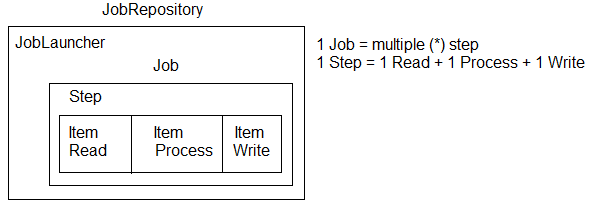 JobRepository
JobLauncher
Job
Step
Item Read
Item Process
Item Write
1 Job = multiple (*) step
1 Step = 1 Read + 1 Process + 1 Write